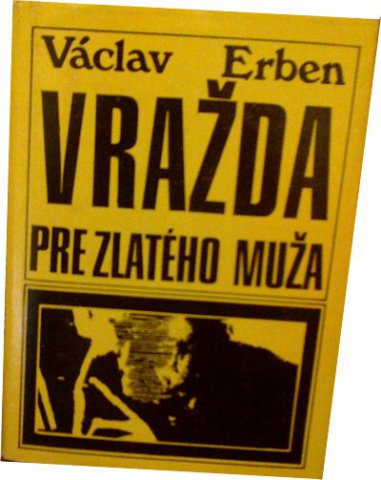 Václav Erben
VRAŽDA
PRE ZLATÉHO MUŽA